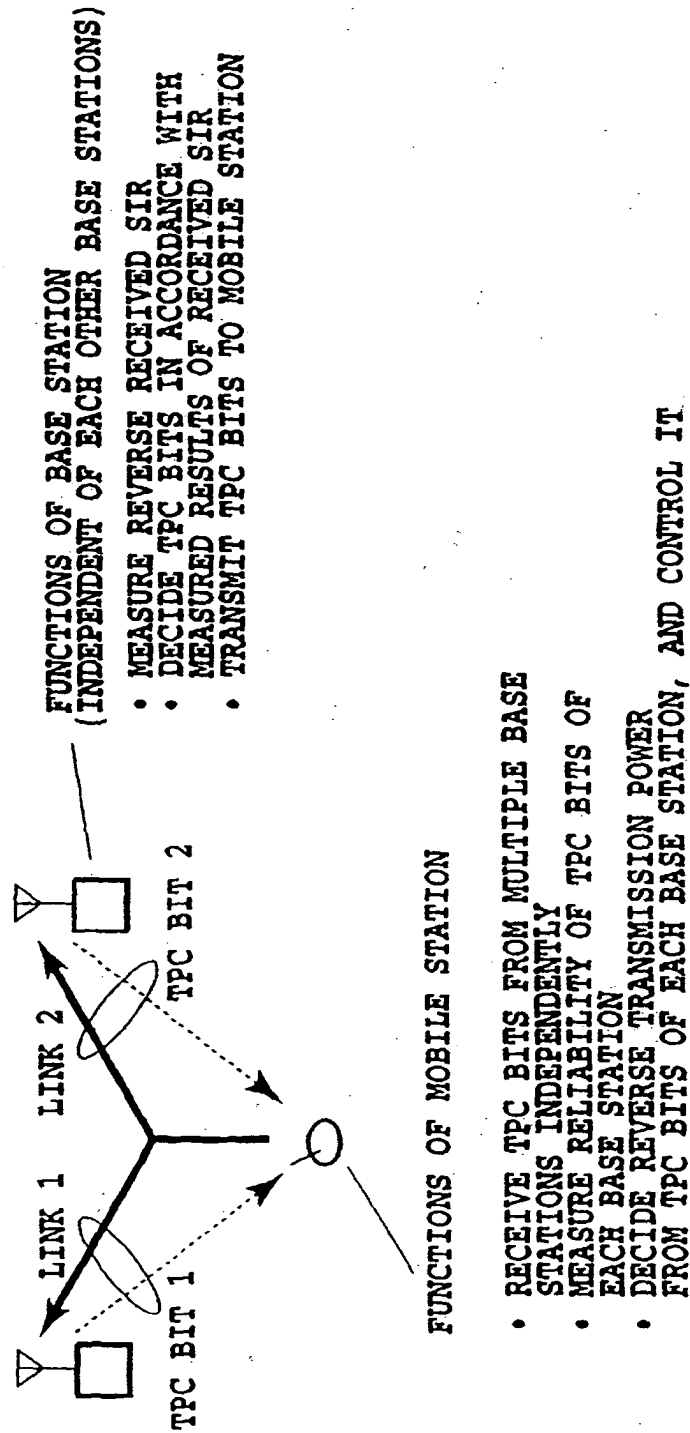 LINK 1
LINK 2
TPC BIT 1
TPC BIT 2
FUNCTIONS OF BASE STATION
(INDEPENDENT OF EACH OTHER BASE STATIONS)
• MEASURE REVERSE RECEIVED SIR
• DECIDE TPC BITS IN ACCORDANCE WITH
MEASURED RESULTS OF RECEIVED SIR
• TRANSMIT TPC BITS TO MOBILE STATION
FUNCTIONS OF MOBILE STATION
• RECEIVE TPC BITS FROM MULTIPLE BASE
STATIONS INDEPENDENTLY
• MEASURE RELIABILITY OF TPC BITS OF
EACH BASE STATION
• DECIDE REVERSE TRANSMISSION POWER
FROM TPC BITS OF EACH BASE STATION, AND CONTROL IT